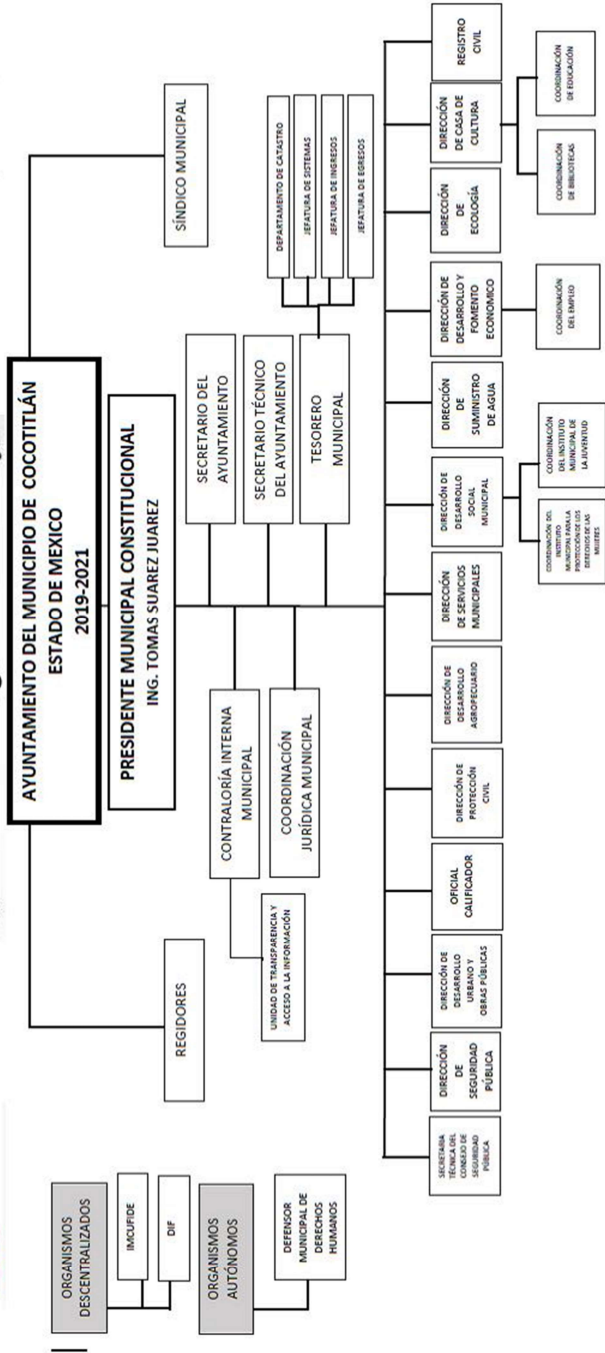 AYUNTAMIENTO DEL MUNICIPIO DE COCOTITLÁN
ESTADO DE MEXICO
2019-2021
PRESIDENTE MUNICIPAL CONSTITUCIONAL
ING. TOMAS SUAREZ JUAREZ
ORGANISMOS
DESCENTRALIZADOS
IMCUFIDE
DIF
ORGANISMOS
AUTÓNOMOS
DEFENSOR
MUNICIPAL DE
DERECHOS
HUMANOS
REGIDORES
SÍNDICO MUNICIPAL
CONTRALORÍA INTERNA
MUNICIPAL
UNIDAD DE TRANSPARENCIA Y
ACCESO A LA INFORMACIÓN
COORDINACIÓN
JURÍDICA MUNICIPAL
SECRETARIO DEL
AYUNTAMIENTO
SECRETARIO TÉCNICO
DEL AYUNTAMIENTO
TESORERO
MUNICIPAL
DEPARTAMENTO DE CATASTRO
JEFATURA DE SISTEMAS
JEFATURA DE INGRESOS
JEFATURA DE EGRESOS
SECRETARIA
TÉCNICA DEL
CONSEJO DE
SEGURIDAD
PÚBLICA
DIRECCIÓN
DE
SEGURIDAD
PÚBLICA
DIRECCIÓN DE
DESARROLLO
URBANO Y
OBRAS PÚBLICAS
OFICIAL
CALIFICADOR
DIRECCIÓN DE
PROTECCIÓN
CIVIL
DIRECCIÓN DE
DESARROLLO
AGROPECUARIO
DIRECCIÓN
DE SERVICIOS
MUNICIPALES
DIRECCIÓN DE
DESARROLLO
SOCIAL
MUNICIPAL
DIRECCIÓN
DE
SUMINISTRO
DE AGUA
DIRECCIÓN DE
DESARROLLO Y
FOMENTO
ECONOMICO
DIRECCIÓN
DE
ECOLOGÍA
DIRECCIÓN
DE CASA DE
CULTURA
REGISTRO
CIVIL
COORDINACIÓN DEL
INSTITUTO
MUNICIPAL PARA LA
PROTECCIÓN DE LOS
DERECHOS DE LAS
MUJERES
COORDINACIÓN
DEL INSTITUTO
MUNICIPAL DE
LA JUVENTUD
COORDINACIÓN
DEL EMPLEO
COORDINACIÓN
DE BIBLIOTECAS
COORDINACIÓN
DE EDUCACIÓN